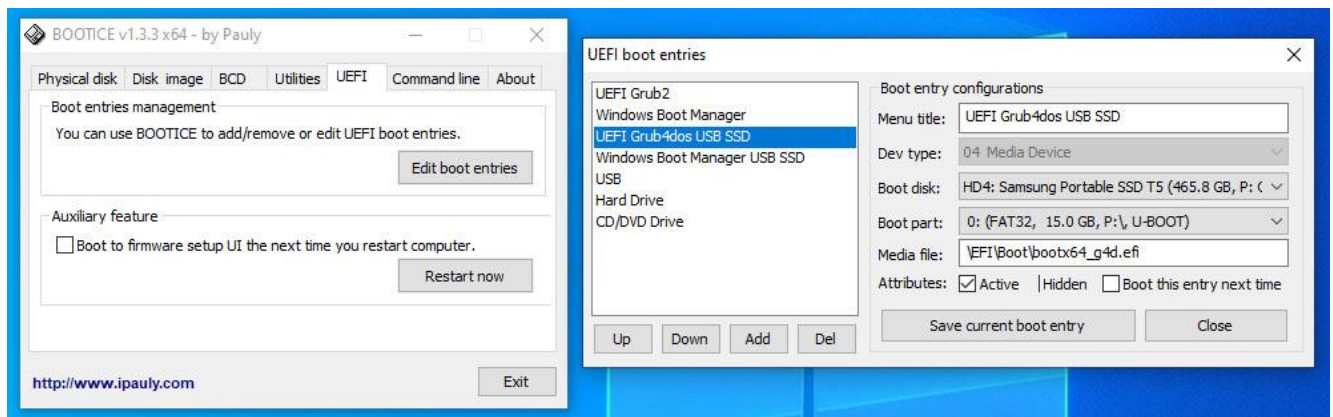 BOOTICE v1.3.3 x64 - by Pauly
Physical disk Disk image BCD Utilities UEFI Command line About
Boot entries management
You can use BOOTICE to add/remove or edit UEFI boot entries.
Edit boot entries
Auxiliary feature
Boot to firmware setup UI the next time you restart computer.
Restart now
http://www.ipauly.com
Exit
UEFI boot entries
UEFI Grub2
Windows Boot Manager
UEFI Grub4dos USB SSD
Windows Boot Manager USB SSD
USB
Hard Drive
CD/DVD Drive
Up Down Add Del
Boot entry configurations
Menu title: UEFI Grub4dos USB SSD
Dev type: 04 Media Device
Boot disk: HD4: Samsung Portable SSD T5 (465.8 GB, P: (
Boot part: 0: (FAT32, 15.0 GB, P:\, U-BOOT)
Media file: \EFI\Boot\bootx64_g4d.efi
Attributes: Active Hidden Boot this entry next time
Save current boot entry Close